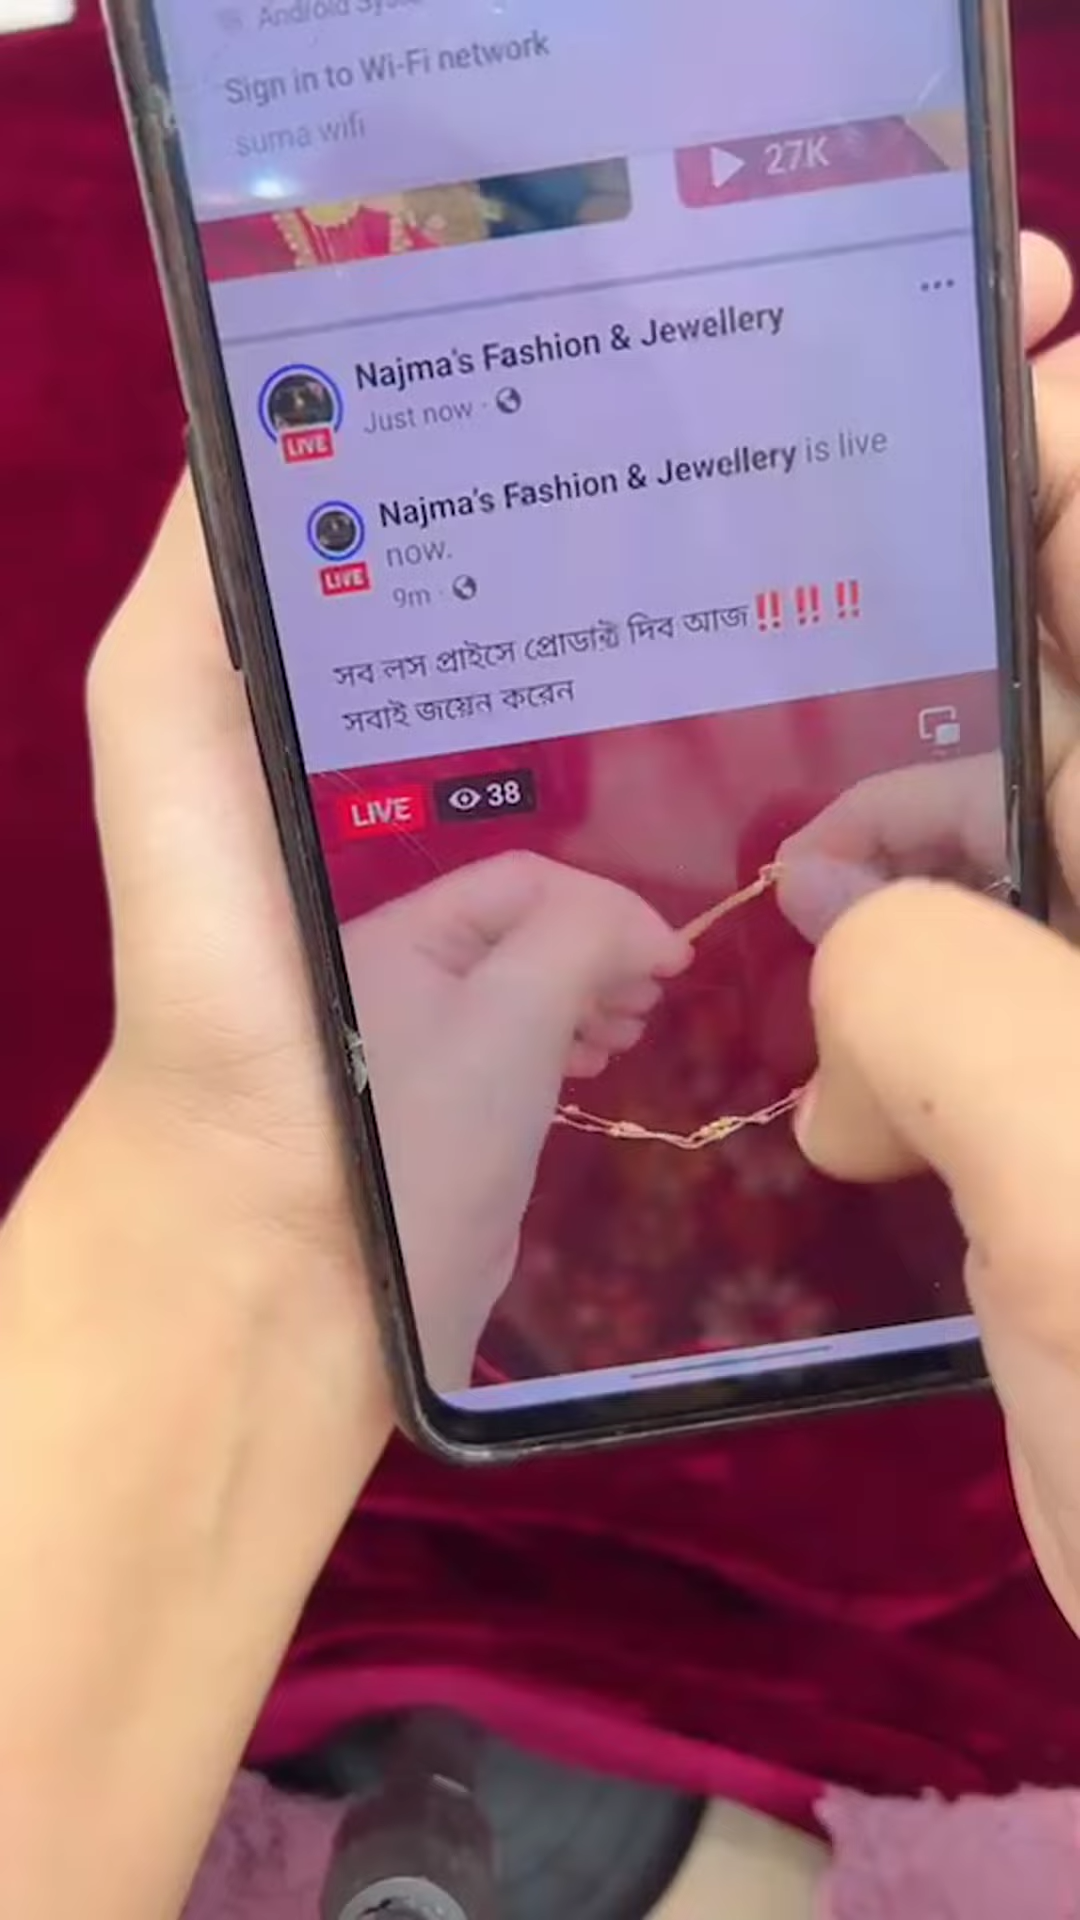 Android
Sign in to Wi-Fi network
suma wifi
27K
Najma's Fashion & Jewellery
Just now ·
LIVE
Najma's Fashion & Jewellery is live
now.
LIVE
9m ·
সব লস প্রাইসে প্রোডাক্ট দিব আজ‼️‼️‼️
সবাই জয়েন করেন
LIVE 38